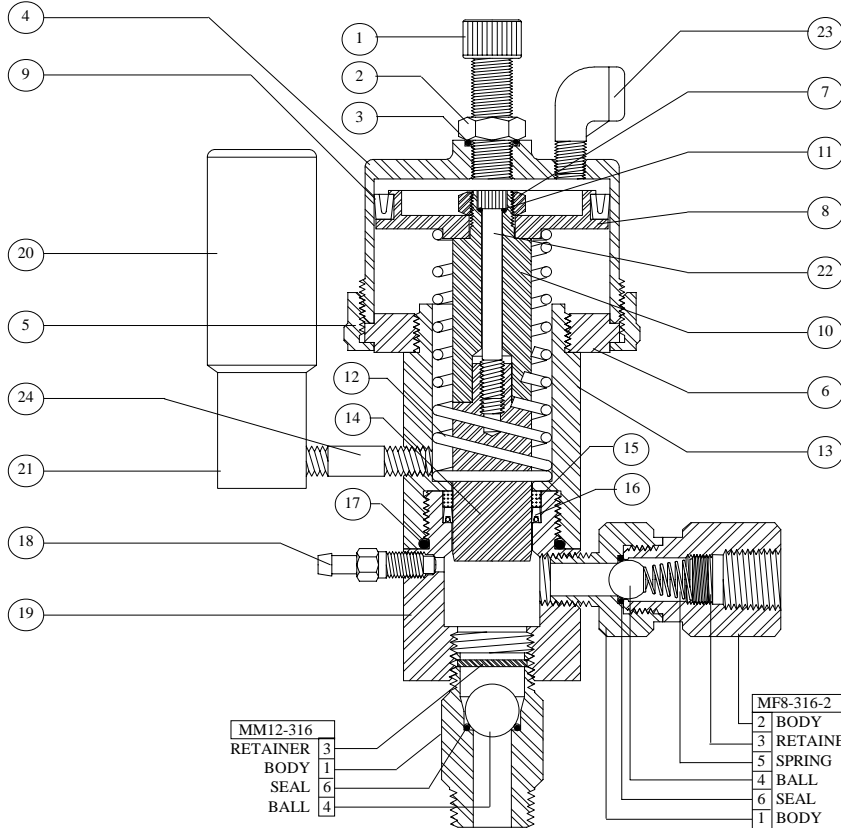 4
1
23
9
2
7
3
11
8
20
22
5
10
12
6
24
14
13
15
21
16
17
18
19
MM12-316
RETAINER 3
BODY 1
SEAL 6
BALL 4
MF8-316-2
2 BODY
3 RETAINE
5 SPRING
4 BALL
6 SEAL
1 BODY